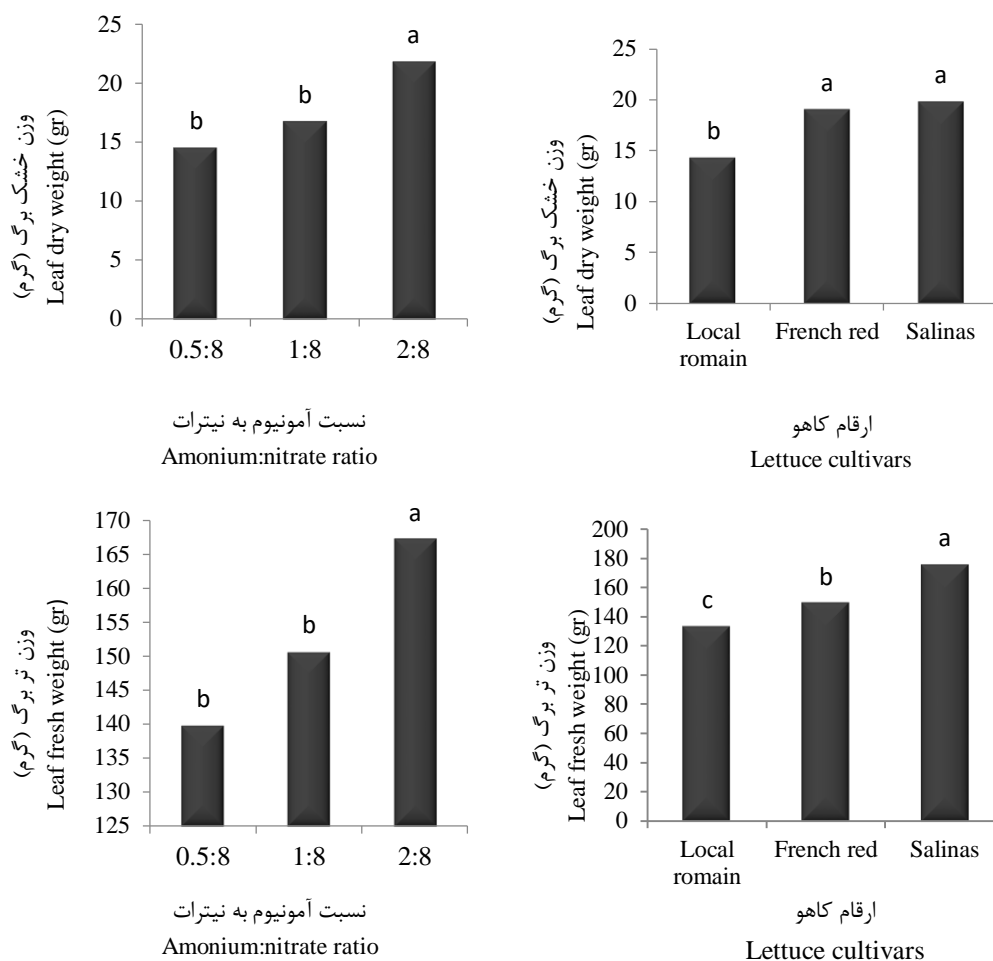 وزن خشک برگ (گرم)
Leaf dry weight (gr)
25
20
15
10
5
0
b
b
a
0.5:8
1:8
2:8
نسبت آمونیوم به نیترات
Amonium:nitrate ratio
وزن خشک برگ (گرم)
Leaf dry weight (gr)
25
20
15
10
5
0
b
a
a
Local
romain
French red
Salinas
ارقام کاهو
Lettuce cultivars
وزن تر برگ (گرم)
Leaf fresh weight (gr)
170
165
160
155
150
145
140
135
130
125
b
b
a
0.5:8
1:8
2:8
نسبت آمونیوم به نیترات
Amonium:nitrate ratio
وزن تر برگ (گرم)
Leaf fresh weight (gr)
200
180
160
140
120
100
80
60
40
20
0
c
b
a
Local
romain
French red
Salinas
ارقام کاهو
Lettuce cultivars